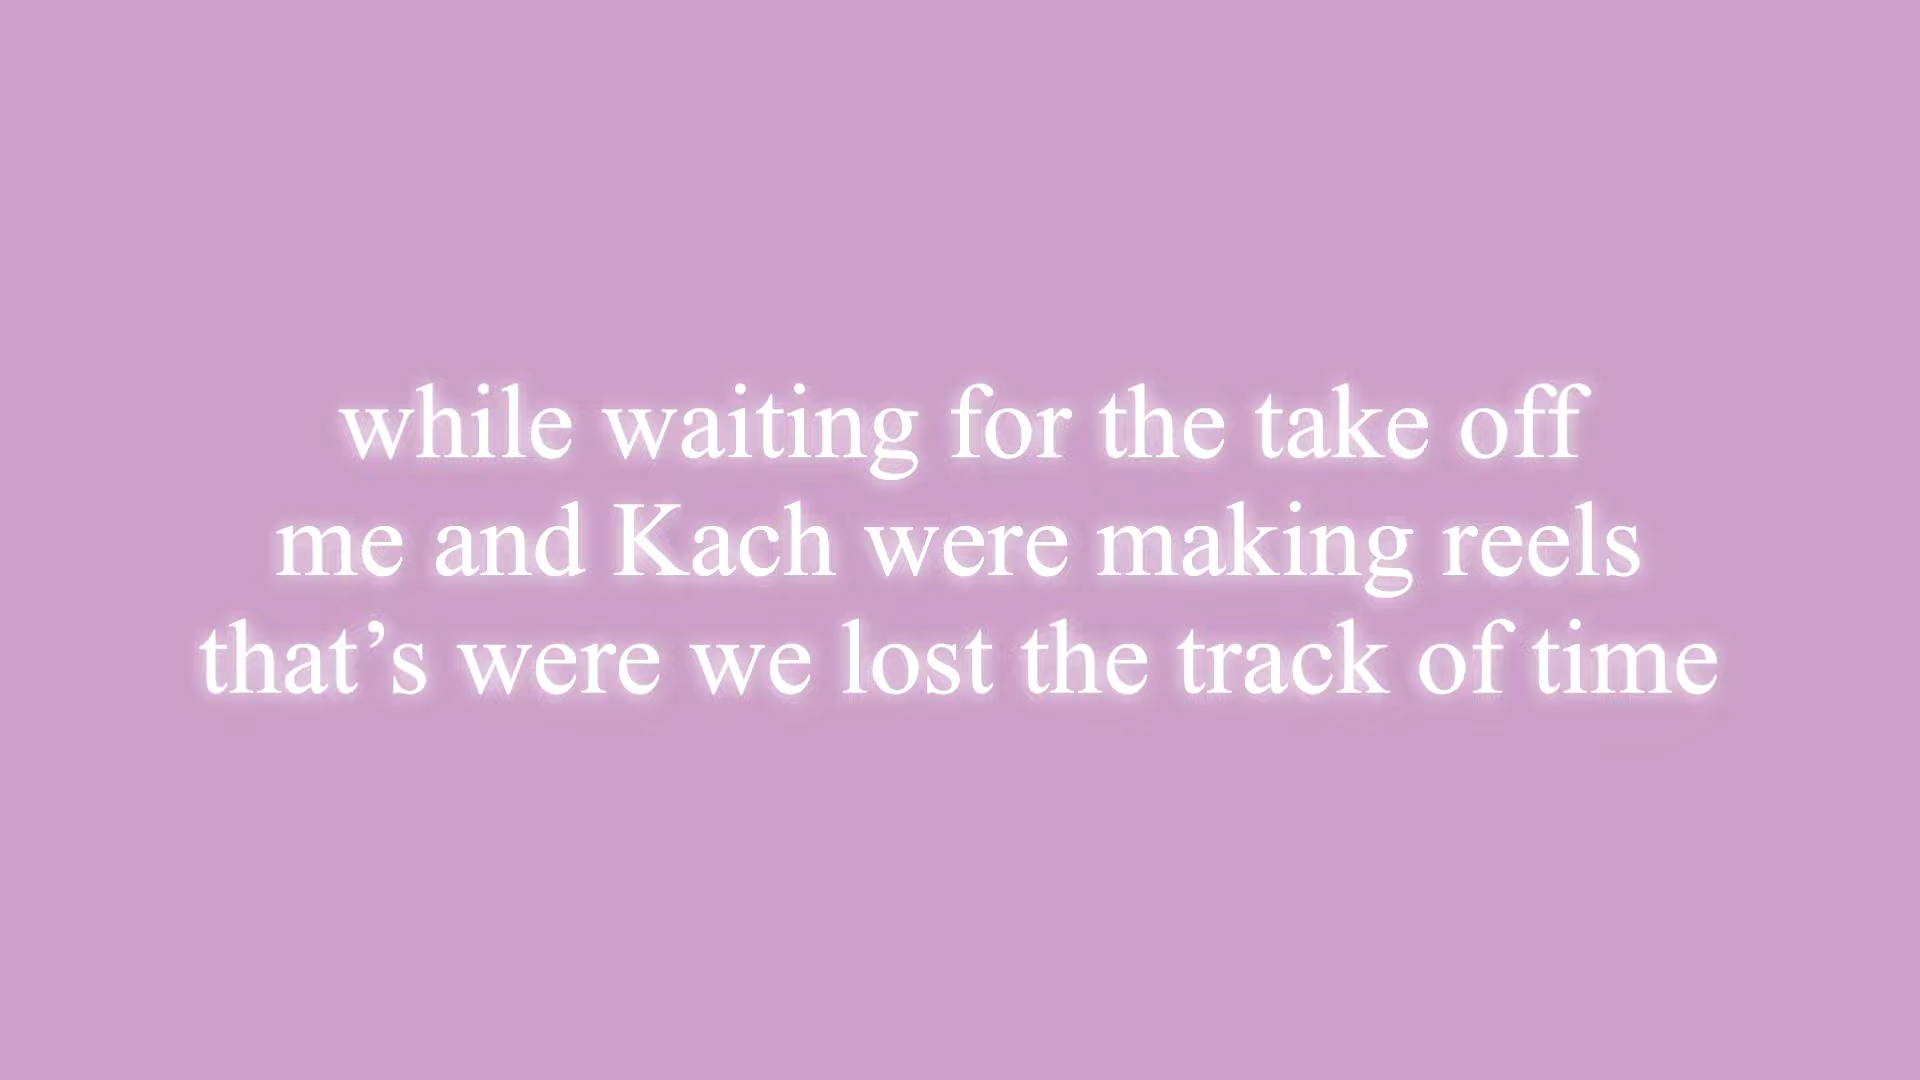 while waiting for the take off
me and Kach were making reels
that’s were we lost the track of time